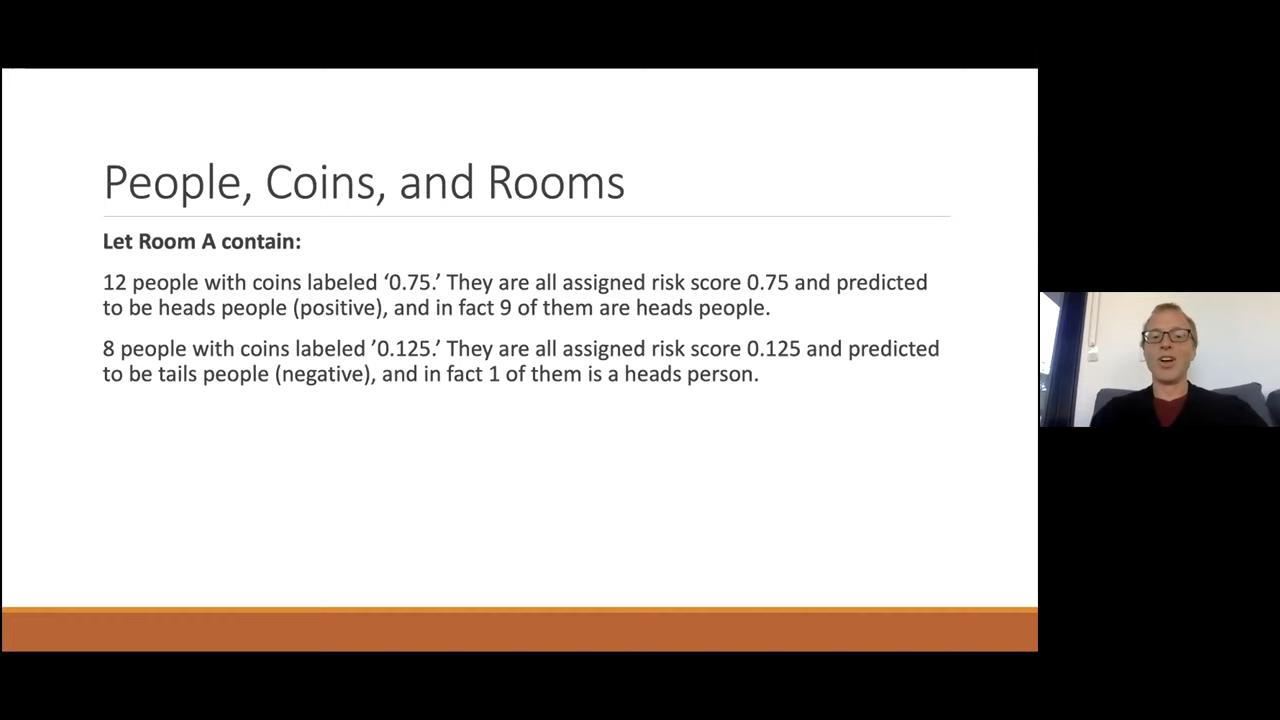 People, Coins, and Rooms
Let Room A contain:
12 people with coins labeled ‘0.75.’ They are all assigned risk score 0.75 and predicted
to be heads people (positive), and in fact 9 of them are heads people.
8 people with coins labeled ’0.125.’ They are all assigned risk score 0.125 and predicted
to be tails people (negative), and in fact 1 of them is a heads person.